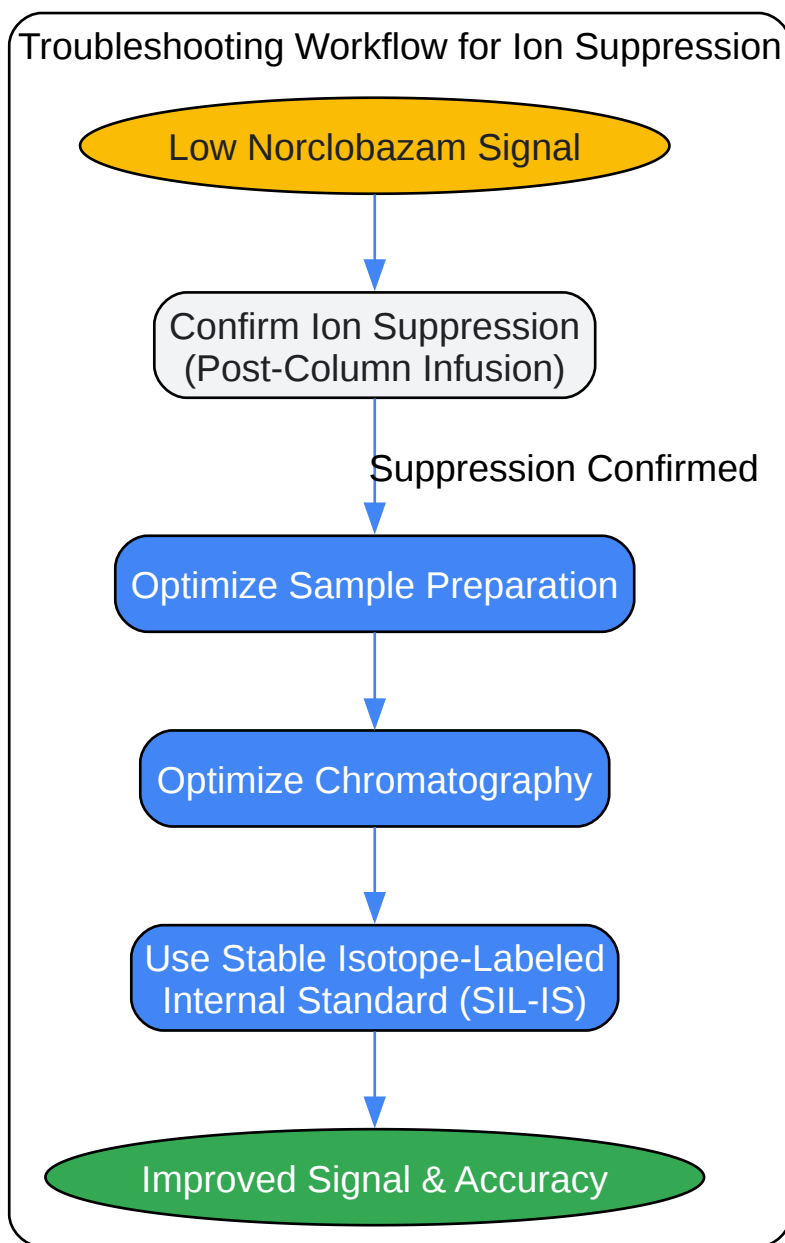 Troubleshooting Workflow for Ion Suppression
Low Norclobazam Signal
Confirm Ion Suppression
(Post-Column Infusion)
Suppression Confirmed
Optimize Sample Preparation
Optimize Chromatography
Use Stable Isotope-Labeled
Internal Standard (SIL-IS)
Improved Signal & Accuracy